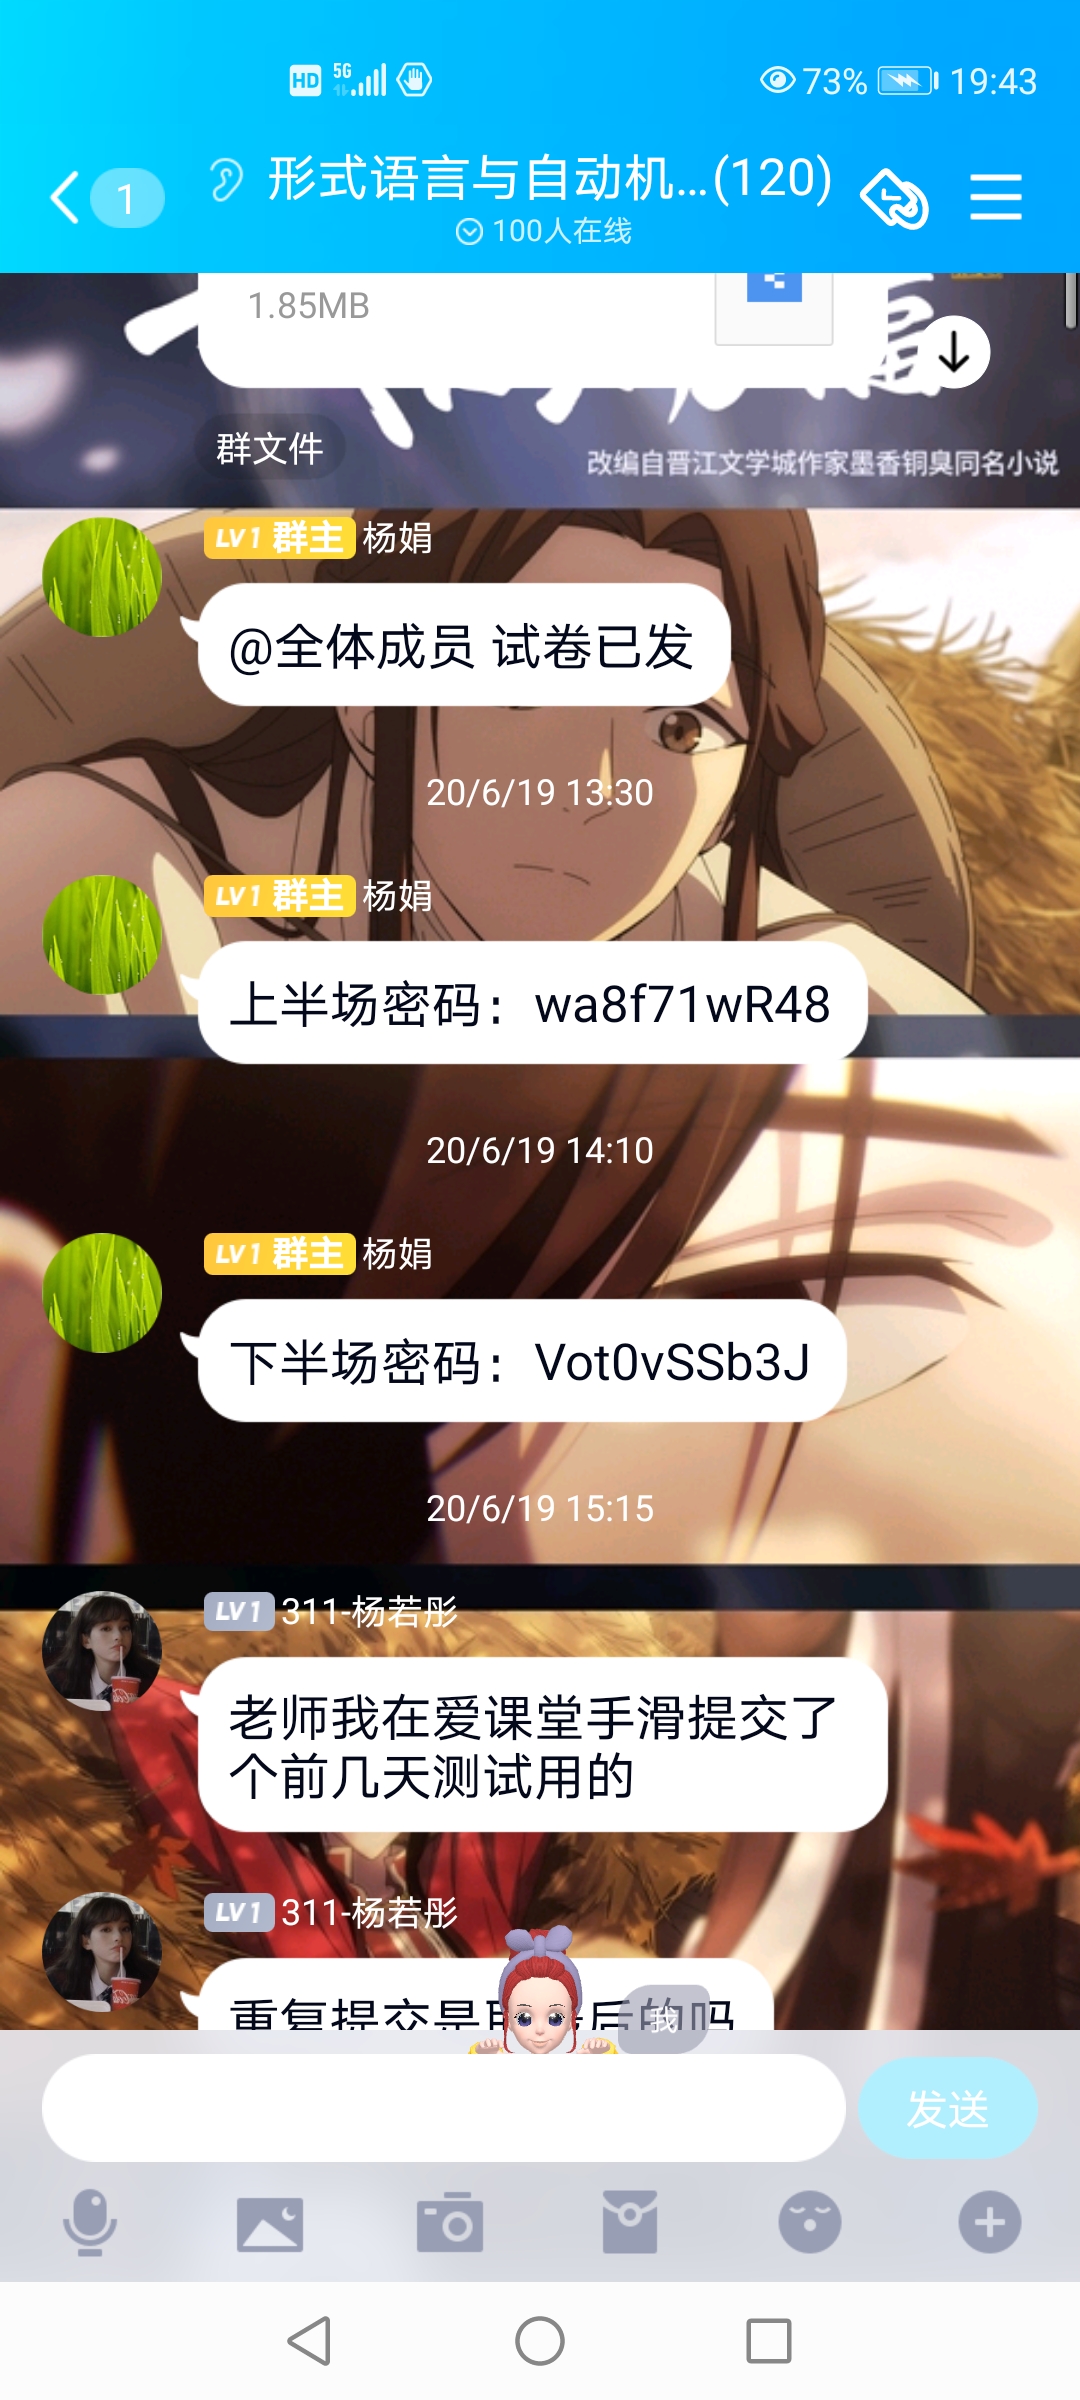 HD 5G 73% 19:43
1 形式语言与自动机...(120)
100人在线
1.85MB
群文件
改编自晋江文学城作家墨香铜臭同名小说
LV1 群主 杨娟
@全体成员 试卷已发
20/6/19 13:30
LV1 群主 杨娟
上半场密码：wa8f71wR48
20/6/19 14:10
LV1 群主 杨娟
下半场密码：Vot0vSSb3J
20/6/19 15:15
LV1 311-杨若彤
老师我在爱课堂手滑提交了
个前几天测试用的
LV1 311-杨若彤
重复提交是取最后的吗
我
发送